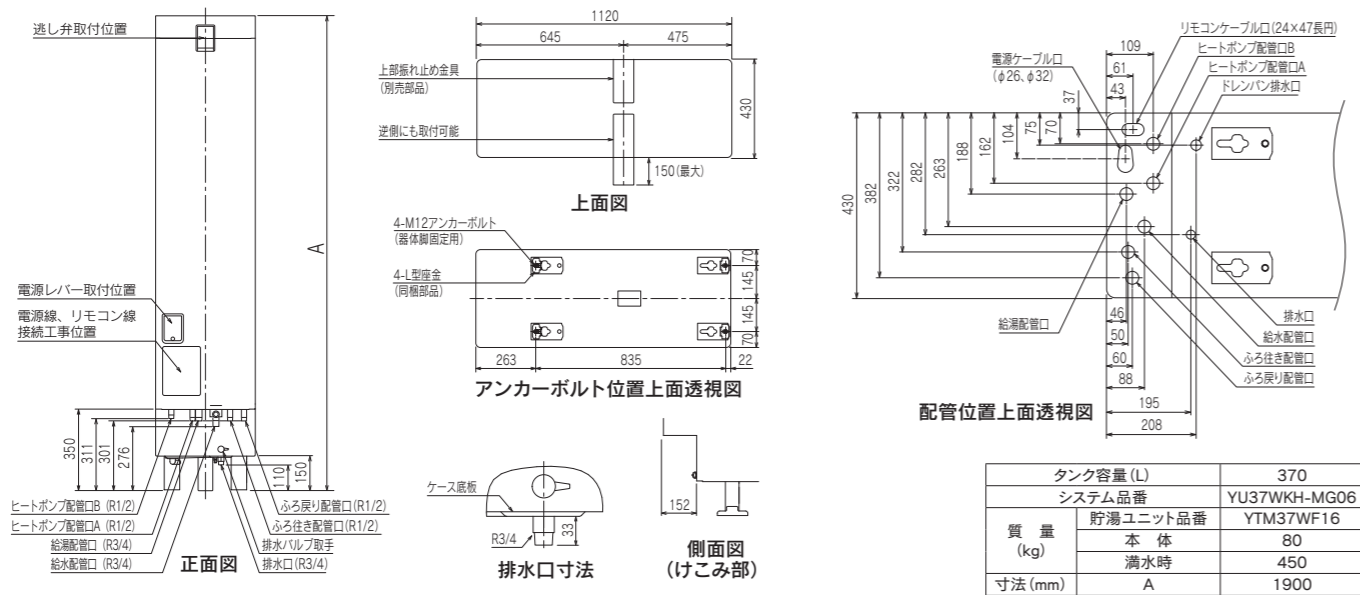 逃し弁取付位置
A
電源レバー取付位置
電源線、リモコン線
接続工事位置
350
311
301
276
110
150
ヒートポンプ配管口B (R1/2)
ヒートポンプ配管口A (R1/2)
給湯配管口 (R3/4)
給水配管口 (R3/4)
ふろ戻り配管口(R1/2)
ふろ往き配管口(R1/2)
排水バルブ取手
排水口(R3/4)
正面図
1120
645
475
上部振れ止め金具
(別売部品)
逆側にも取付可能
430
150(最大)
上面図
4-M12アンカーボルト
(器体脚固定用)
4-L型座金
(同梱部品)
70
145
145
70
263
835
22
アンカーボルト位置上面透視図
ケース底板
R3/4
33
排水口寸法
152
側面図
(けこみ部)
リモコンケーブル口(24×47長円)
ヒートポンプ配管口B
ヒートポンプ配管口A
ドレンパン排水口
電源ケーブル口
(φ26、φ32)
109
61
43
37
70
75
104
162
188
263
282
322
382
430
給湯配管口
46
50
60
88
195
208
排水口
給水配管口
ふろ往き配管口
ふろ戻り配管口
配管位置上面透視図
タンク容量(L) 370
システム品番 YU37WKH-MG06
質量(kg) 貯湯ユニット品番 YTM37WF16
本体 80
満水時 450
寸法(mm) A 1900